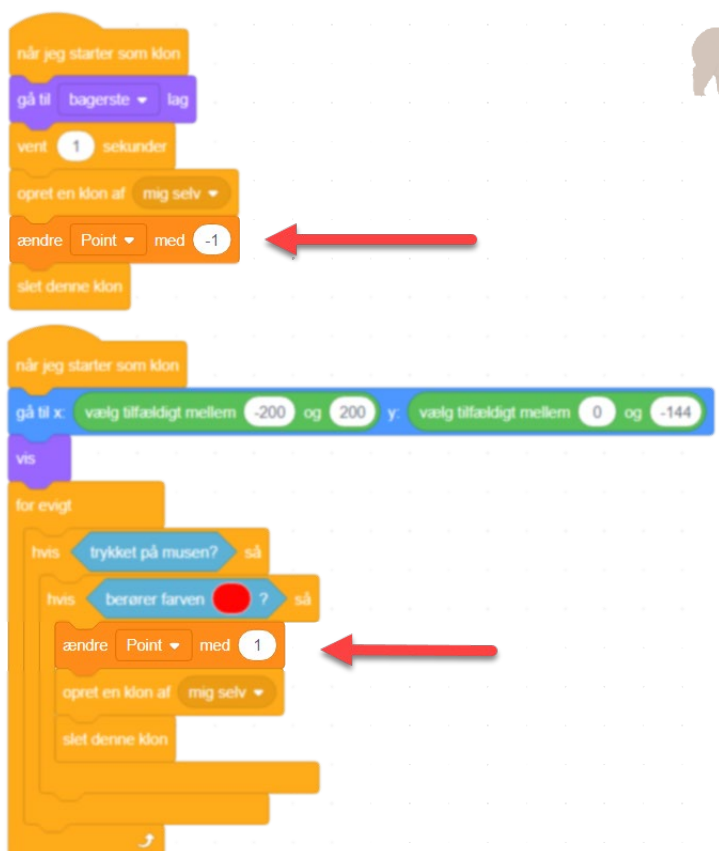 når jeg starter som klon
gå til bagerste lag
vent 1 sekunder
opret en klon af mig selv
ændre Point med -1
slet denne klon
når jeg starter som klon
gå til x: vælg tilfældigt mellem -200 og 200 y: vælg tilfældigt mellem 0 og -144
vis
for evigt
hvis trykket på musen? så
hvis berører farven ? så
ændre Point med 1
opret en klon af mig selv
slet denne klon